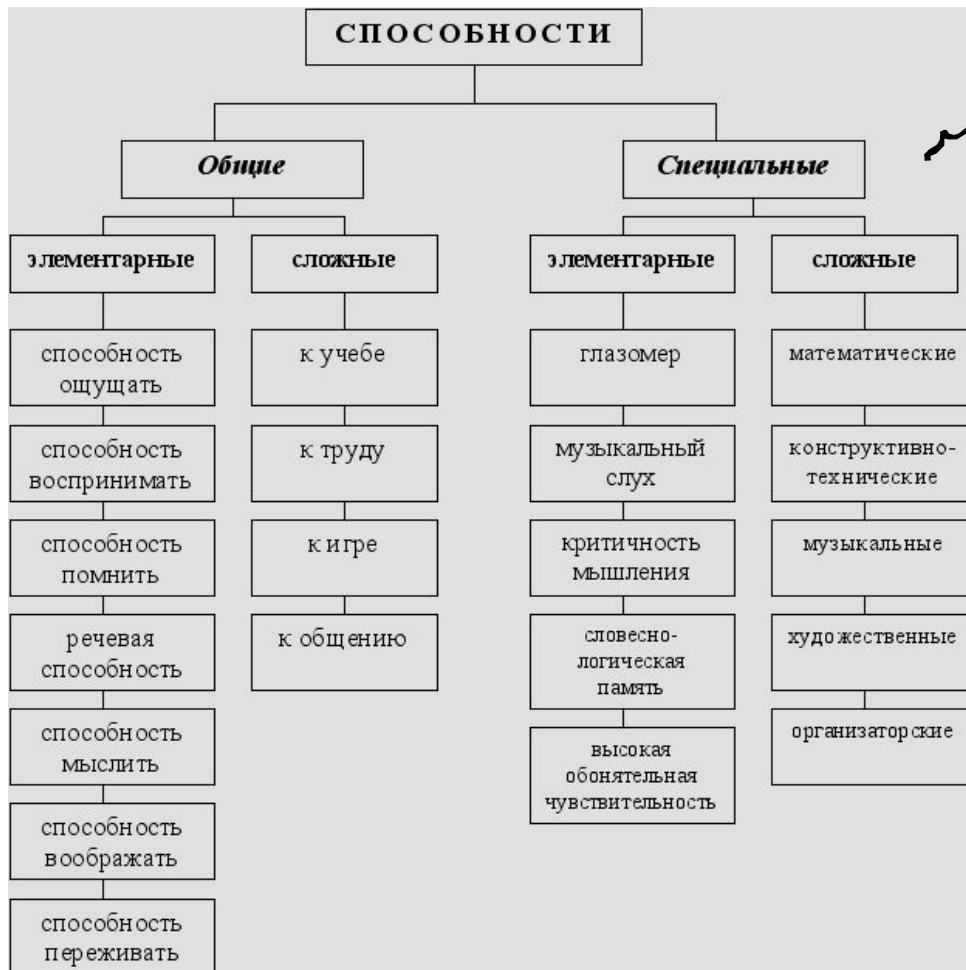 СПОСОБНОСТИ
Общие
Специальные
элементарные
сложные
элементарные
сложные
способность
ощущать
способность
воспринимать
способность
помнить
речевая
способность
способность
мыслить
способность
воображать
способность
переживать
к учебе
к труду
к игре
к общению
глазомер
музыкальный
слух
критичность
мышления
словесно-
логическая
память
высокая
обонятельная
чувствительность
математические
конструктивно-
технические
музыкальные
художественные
организаторские